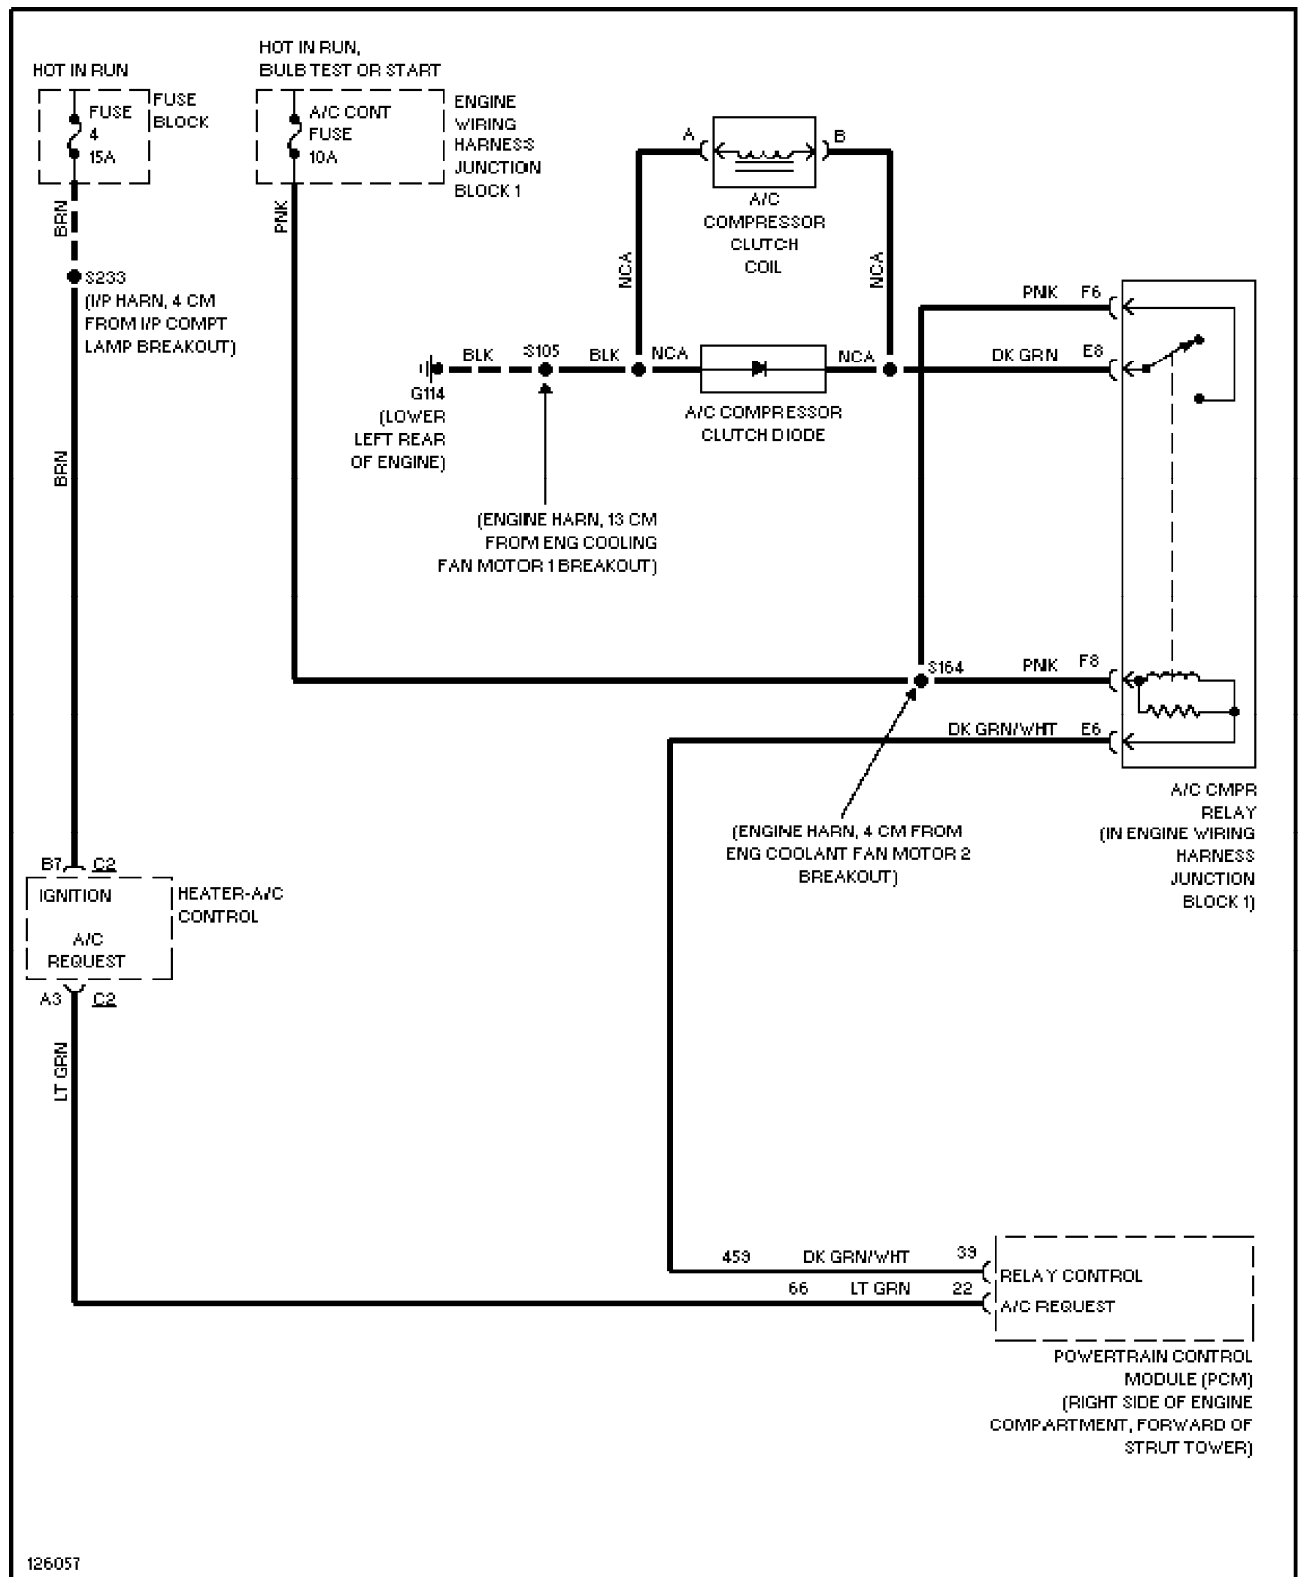 HOT IN RUN
FUSE
4
15A
FUSE
BLOCK
HOT IN RUN,
BULB TEST OR START
A/C CONT
FUSE
10A
ENGINE
WIRING
HARNESS
JUNCTION
BLOCK 1
BRN
PNK
S233
(I/P HARN, 4 CM
FROM I/P COMPT
LAMP BREAKOUT)
BRN
A
B
A/C
COMPRESSOR
CLUTCH
COIL
NCA
NCA
BLK
S105
BLK
NCA
NCA
G114
(LOWER
LEFT REAR
OF ENGINE)
A/C COMPRESSOR
CLUTCH DIODE
(ENGINE HARN, 13 CM
FROM ENG COOLING
FAN MOTOR 1 BREAKOUT)
PNK F6
DK GRN E8
S164
PNK F8
DK GRN/WHT E6
(ENGINE HARN, 4 CM FROM
ENG COOLANT FAN MOTOR 2
BREAKOUT)
A/C CMPR
RELAY
(IN ENGINE WIRING
HARNESS
JUNCTION
BLOCK 1)
B7 C2
IGNITION
A/C
REQUEST
HEATER-A/C
CONTROL
A3 C2
LT GRN
459 DK GRN/WHT 39
RELAY CONTROL
66 LT GRN 22
A/C REQUEST
POWERTRAIN CONTROL
MODULE (PCM)
(RIGHT SIDE OF ENGINE
COMPARTMENT, FORWARD OF
STRUT TOWER)
126057